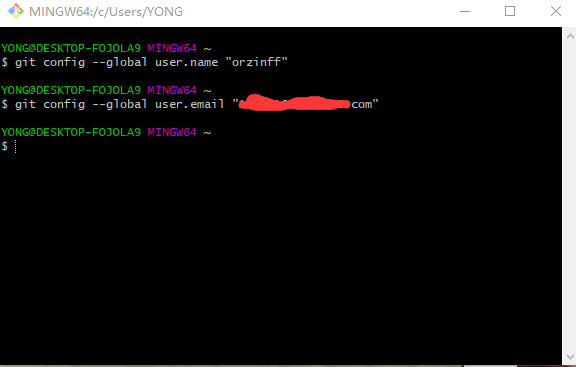 MINGW64:/c/Users/YONG
YONG@DESKTOP-FOJOLA9 MINGW64 ~
$ git config --global user.name "orzinff"
YONG@DESKTOP-FOJOLA9 MINGW64 ~
$ git config --global user.email " com"
YONG@DESKTOP-FOJOLA9 MINGW64 ~
$